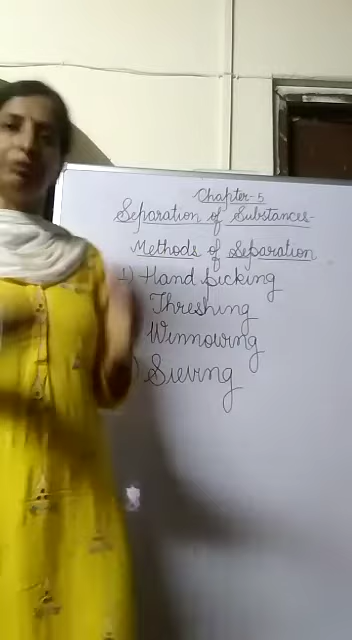 Chapter-5
Separation of Substances-
Methods of Separation
1) Hand picking
Threshing
Winnowing
) Sieving